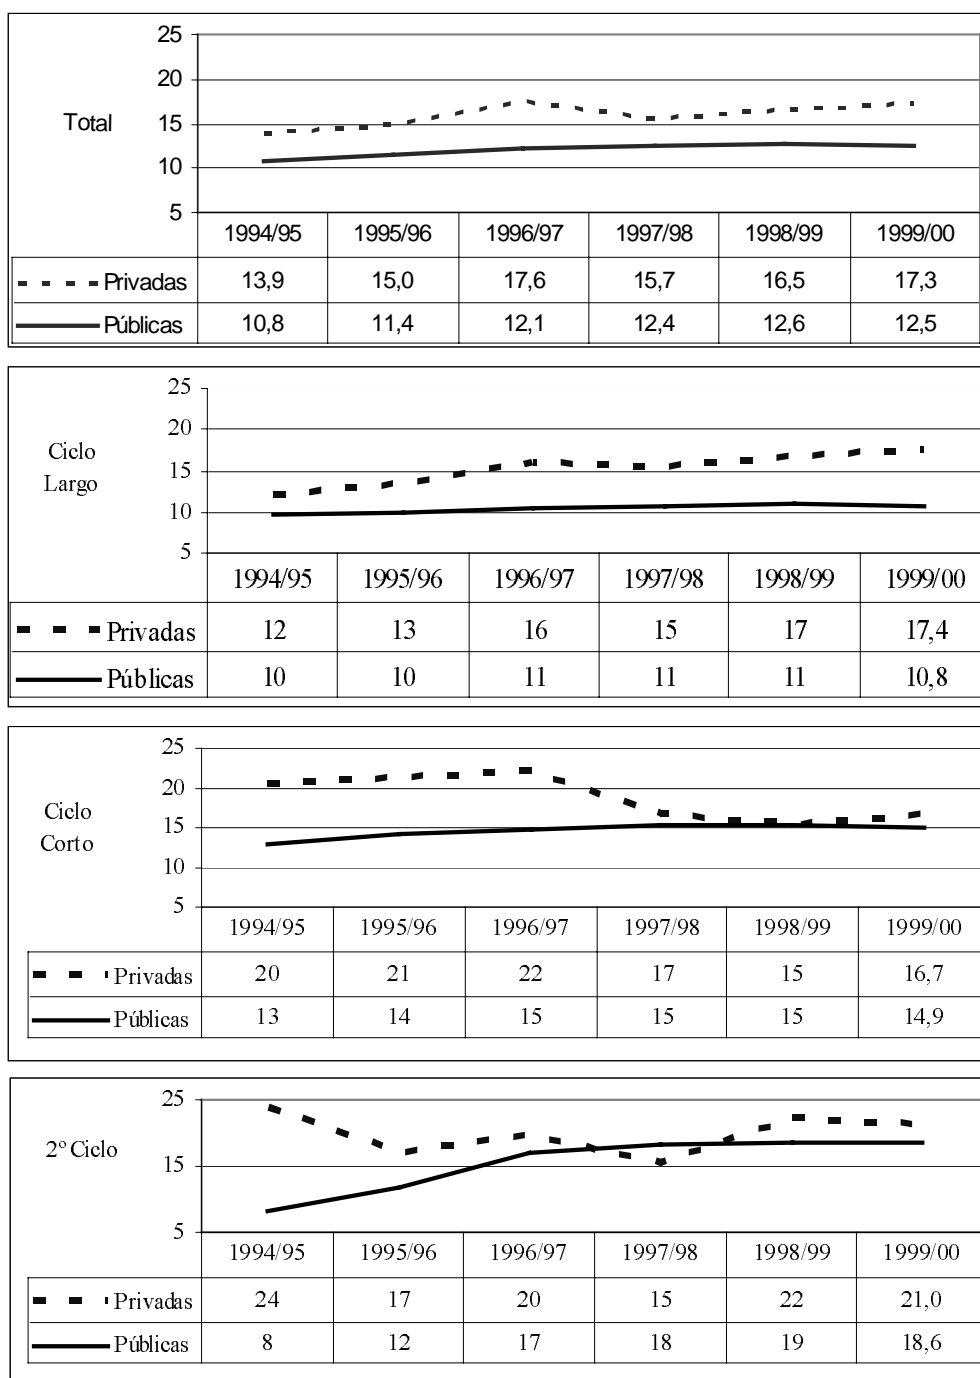 25
20
Total
15
10
5
1994/95 1995/96 1996/97 1997/98 1998/99 1999/00
Privadas 13,9 15,0 17,6 15,7 16,5 17,3
Públicas 10,8 11,4 12,1 12,4 12,6 12,5
25
20
Ciclo
Largo
15
10
5
1994/95 1995/96 1996/97 1997/98 1998/99 1999/00
Privadas 12 13 16 15 17 17,4
Públicas 10 10 11 11 11 10,8
25
20
Ciclo
Corto
15
10
5
1994/95 1995/96 1996/97 1997/98 1998/99 1999/00
Privadas 20 21 22 17 15 16,7
Públicas 13 14 15 15 15 14,9
25
2º Ciclo
15
5
1994/95 1995/96 1996/97 1997/98 1998/99 1999/00
Privadas 24 17 20 15 22 21,0
Públicas 8 12 17 18 19 18,6